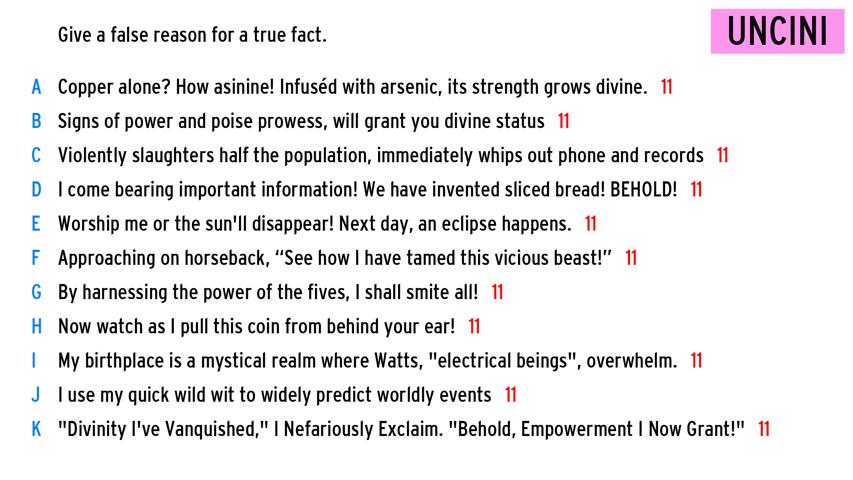 UNCINI
Give a false reason for a true fact.
A Copper alone? How asinine! Infuséd with arsenic, its strength grows divine. 11
B Signs of power and poise prowess, will grant you divine status 11
C Violently slaughters half the population, immediately whips out phone and records 11
D I come bearing important information! We have invented sliced bread! BEHOLD! 11
E Worship me or the sun'll disappear! Next day, an eclipse happens. 11
F Approaching on horseback, “See how I have tamed this vicious beast!” 11
G By harnessing the power of the fives, I shall smite all! 11
H Now watch as I pull this coin from behind your ear! 11
I My birthplace is a mystical realm where Watts, "electrical beings", overwhelm. 11
J I use my quick wild wit to widely predict worldly events 11
K "Divinity I've Vanquished," I Nefariously Exclaim. "Behold, Empowerment I Now Grant!" 11